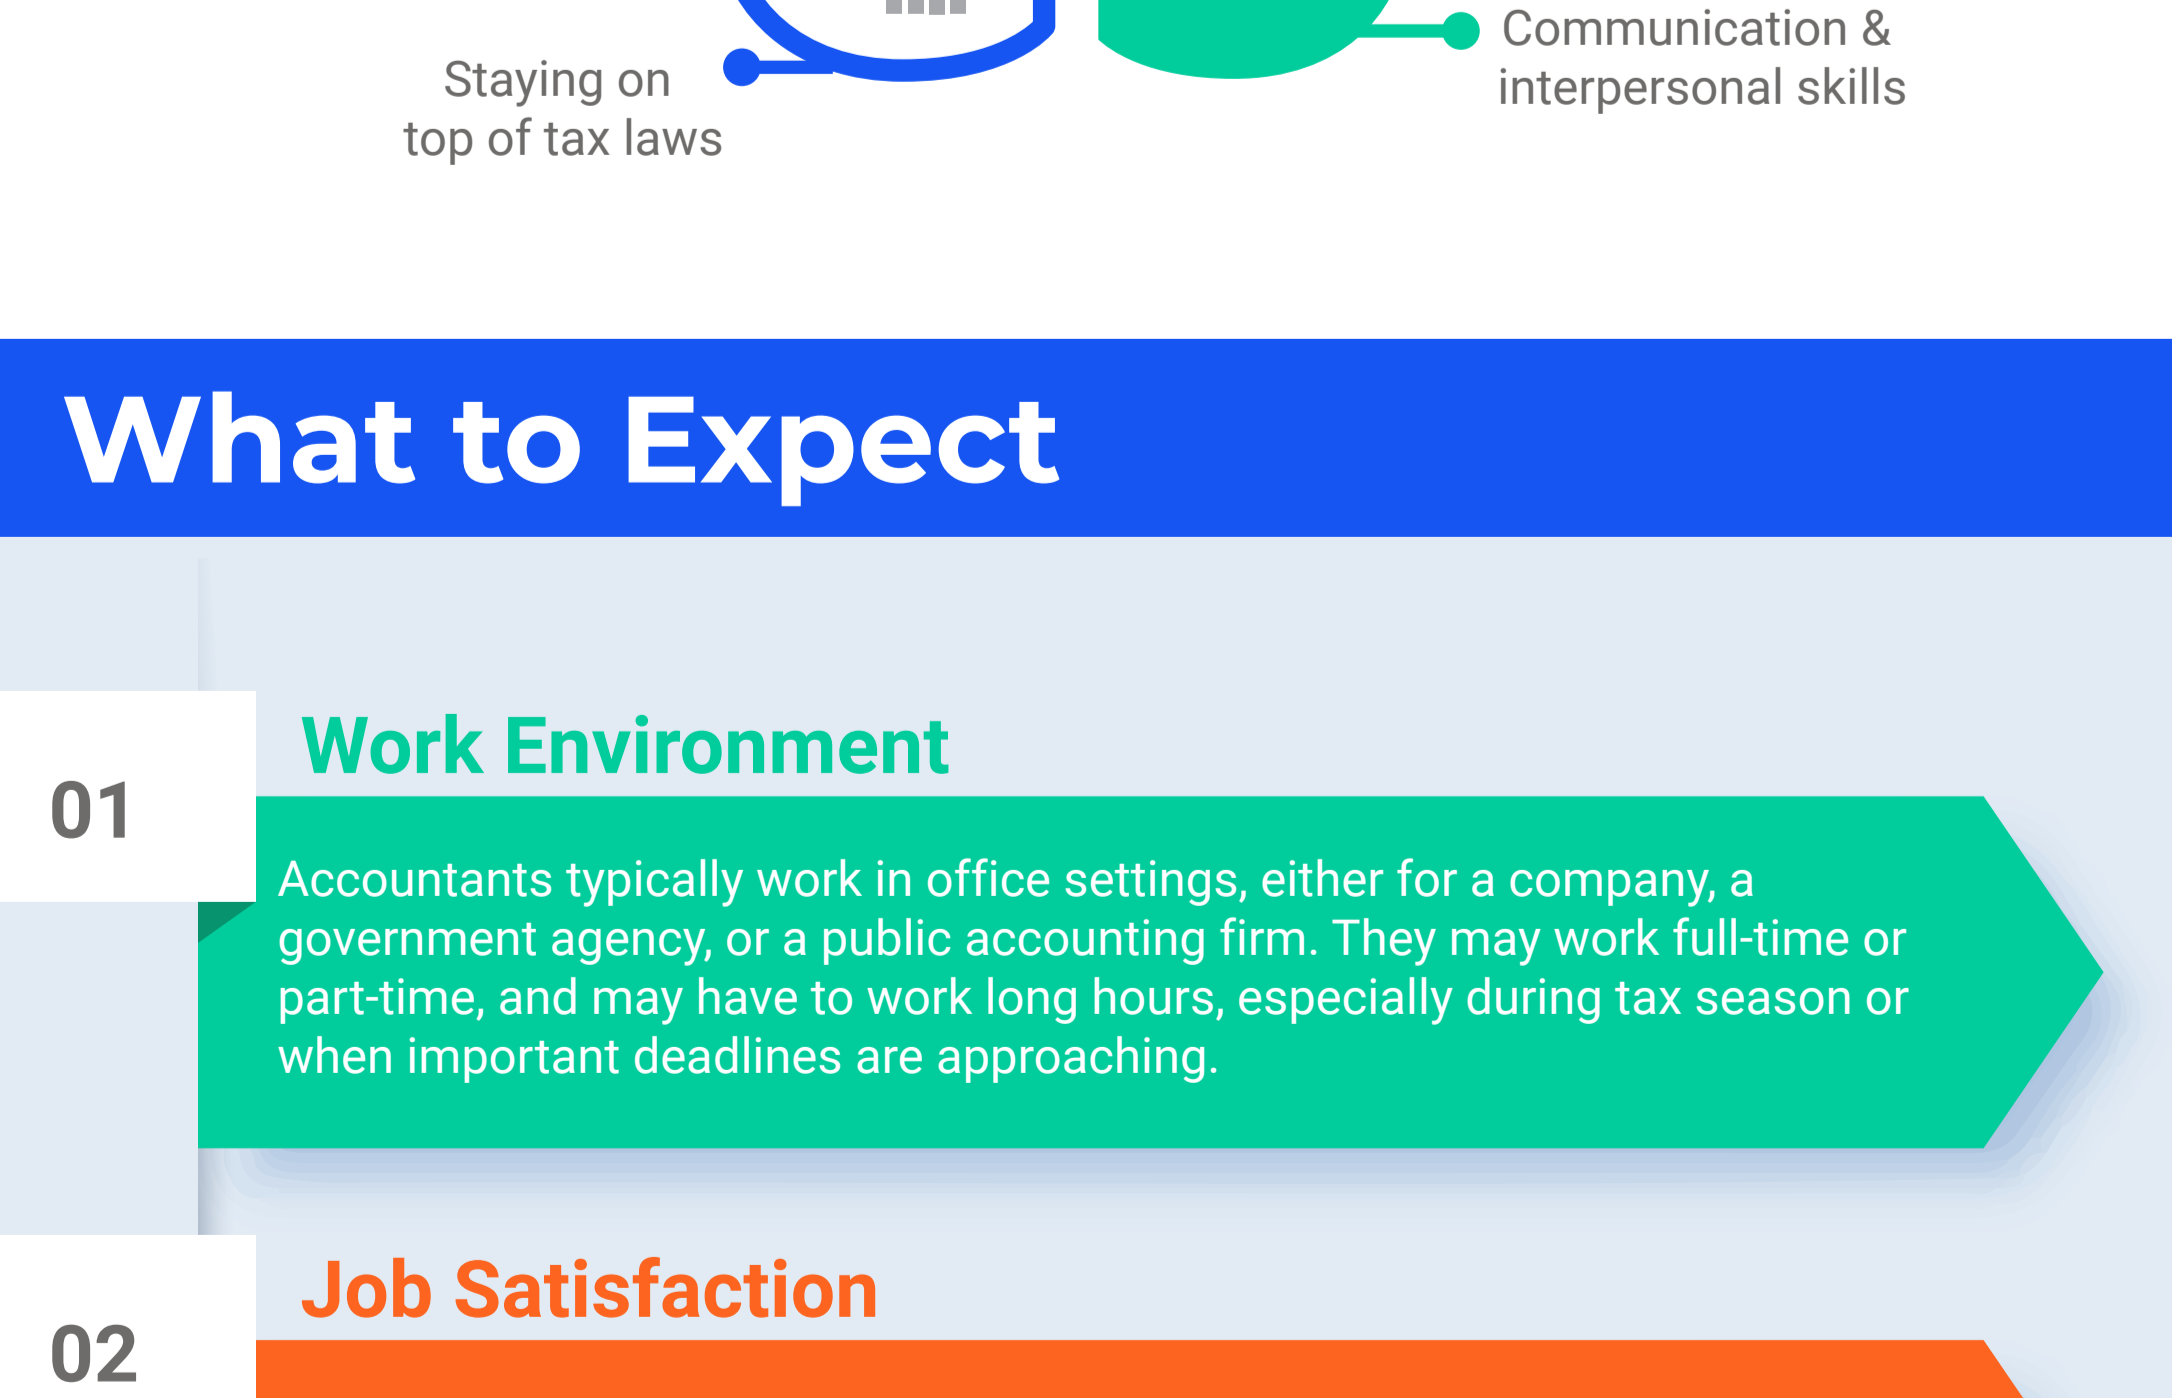 Communication &
interpersonal skills
Staying on
top of tax laws
What to Expect
01
Work Environment
Accountants typically work in office settings, either for a company, a
government agency, or a public accounting firm. They may work full-time or
part-time, and may have to work long hours, especially during tax season or
when important deadlines are approaching.
02
Job Satisfaction